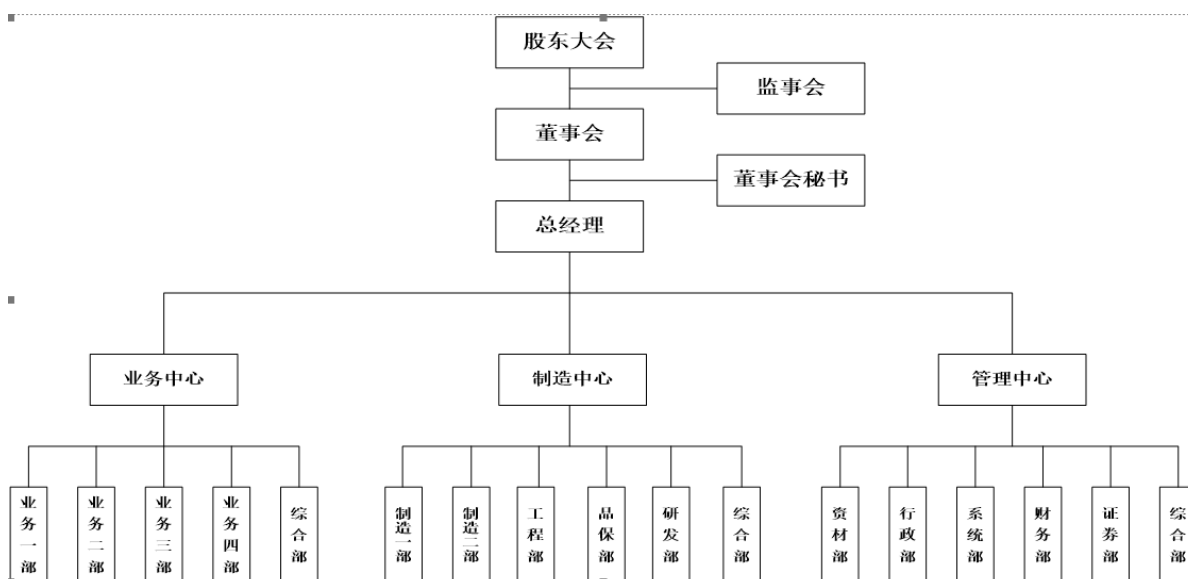 股东大会
监事会
董事会
董事会秘书
总经理
业务中心
制造中心
管理中心
业务一部
业务二部
业务三部
业务四部
综合部
制造一部
制造二部
工程部
品保部
研发部
综合部
资材部
行政部
系统部
财务部
证券部
综合部